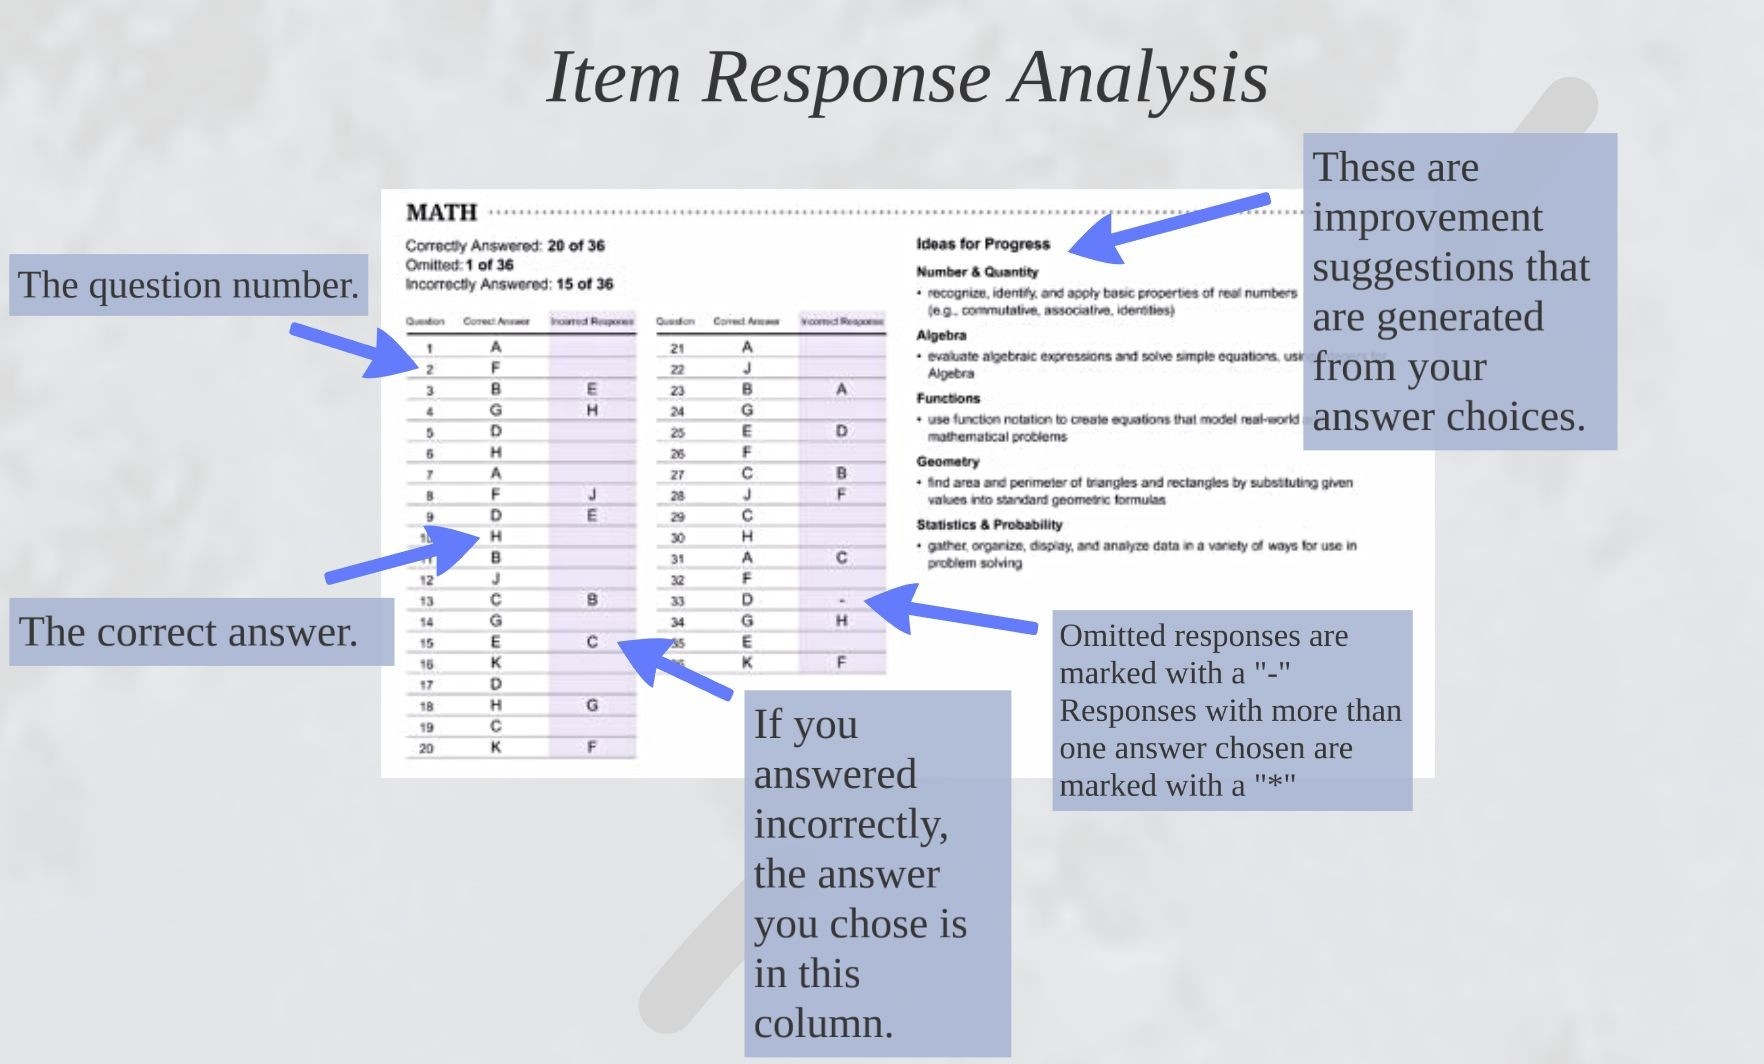 Item Response Analysis
These are
improvement
suggestions that
are generated
from your
answer choices.
The question number.
The correct answer.
MATH
Correctly Answered: 20 of 36
Omitted: 1 of 36
Incorrectly Answered: 15 of 36
Question Correct Answer Incorrect Response
1 A
2 F
3 B E
4 G H
5 D
6 H
7 A
8 F J
9 D E
10 H
11 B
12 J
13 C B
14 G
15 E C
16 K
17 D
18 H G
19 C
20 K F
Question Correct Answer Incorrect Response
21 A
22 J
23 B A
24 G
25 E D
26 F
27 C B
28 J F
29 C
30 H
31 A C
32 F
33 D -
34 G H
35 E
K F
Ideas for Progress
Number & Quantity
• recognize, identify, and apply basic properties of real numbers
(e.g., commutative, associative, identities)
Algebra
• evaluate algebraic expressions and solve simple equations, using integers for
Algebra
Functions
• use function notation to create equations that model real-world
mathematical problems
Geometry
• find area and perimeter of triangles and rectangles by substituting given
values into standard geometric formulas
Statistics & Probability
• gather, organize, display, and analyze data in a variety of ways for use in
problem solving
Omitted responses are
marked with a "-"
Responses with more than
one answer chosen are
marked with a "*"
If you
answered
incorrectly,
the answer
you chose is
in this
column.